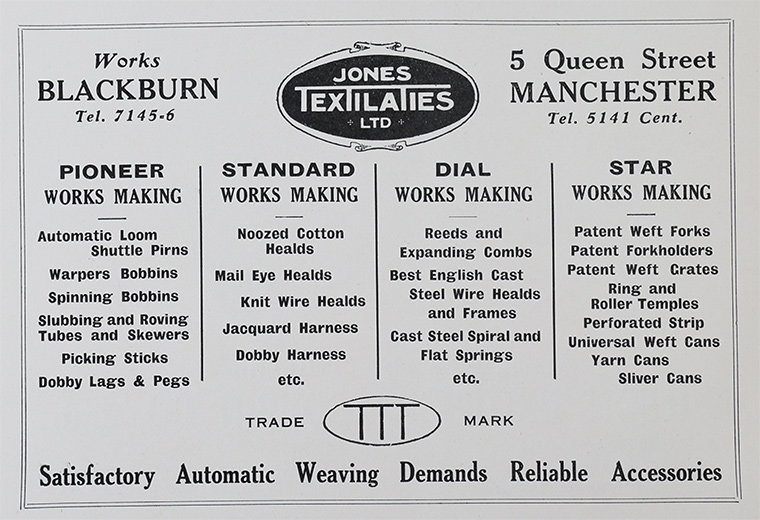 Works
BLACKBURN
Tel. 7145-6
JONES
TEXTILATIES
LTD
5 Queen Street
MANCHESTER
Tel. 5141 Cent.
PIONEER
WORKS MAKING
Automatic Loom
Shuttle Pirns
Warpers Bobbins
Spinning Bobbins
Slubbing and Roving
Tubes and Skewers
Picking Sticks
Dobby Lags & Pegs
STANDARD
WORKS MAKING
Noozed Cotton
Healds
Mail Eye Healds
Knit Wire Healds
Jacquard Harness
Dobby Harness
etc.
DIAL
WORKS MAKING
Reeds and
Expanding Combs
Best English Cast
Steel Wire Healds
and Frames
Cast Steel Spiral and
Flat Springs
etc.
STAR
WORKS MAKING
Patent Weft Forks
Patent Forkholders
Patent Weft Crates
Ring and
Roller Temples
Perforated Strip
Universal Weft Cans
Yarn Cans
Sliver Cans
TRADE TTT MARK
Satisfactory Automatic Weaving Demands Reliable Accessories